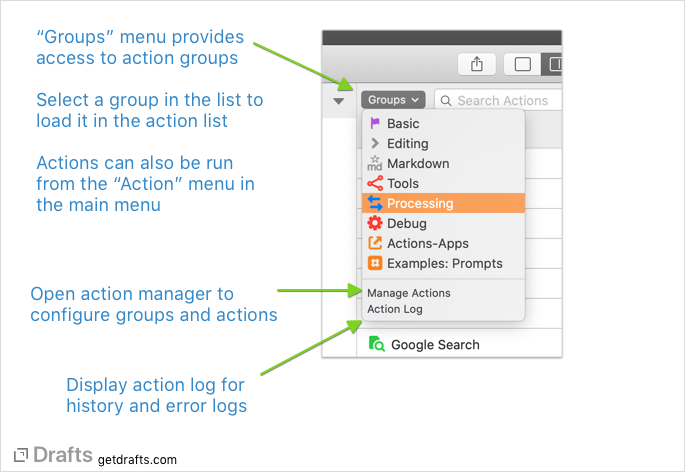 “Groups” menu provides
access to action groups
Select a group in the list to
load it in the action list
Actions can also be run
from the “Action” menu in
the main menu
Open action manager to
configure groups and actions
Display action log for
history and error logs
Groups
Search Actions
Basic
Editing
md
Markdown
Tools
Processing
Debug
Actions-Apps
Examples: Prompts
Manage Actions
Action Log
Google Search
Drafts getdrafts.com